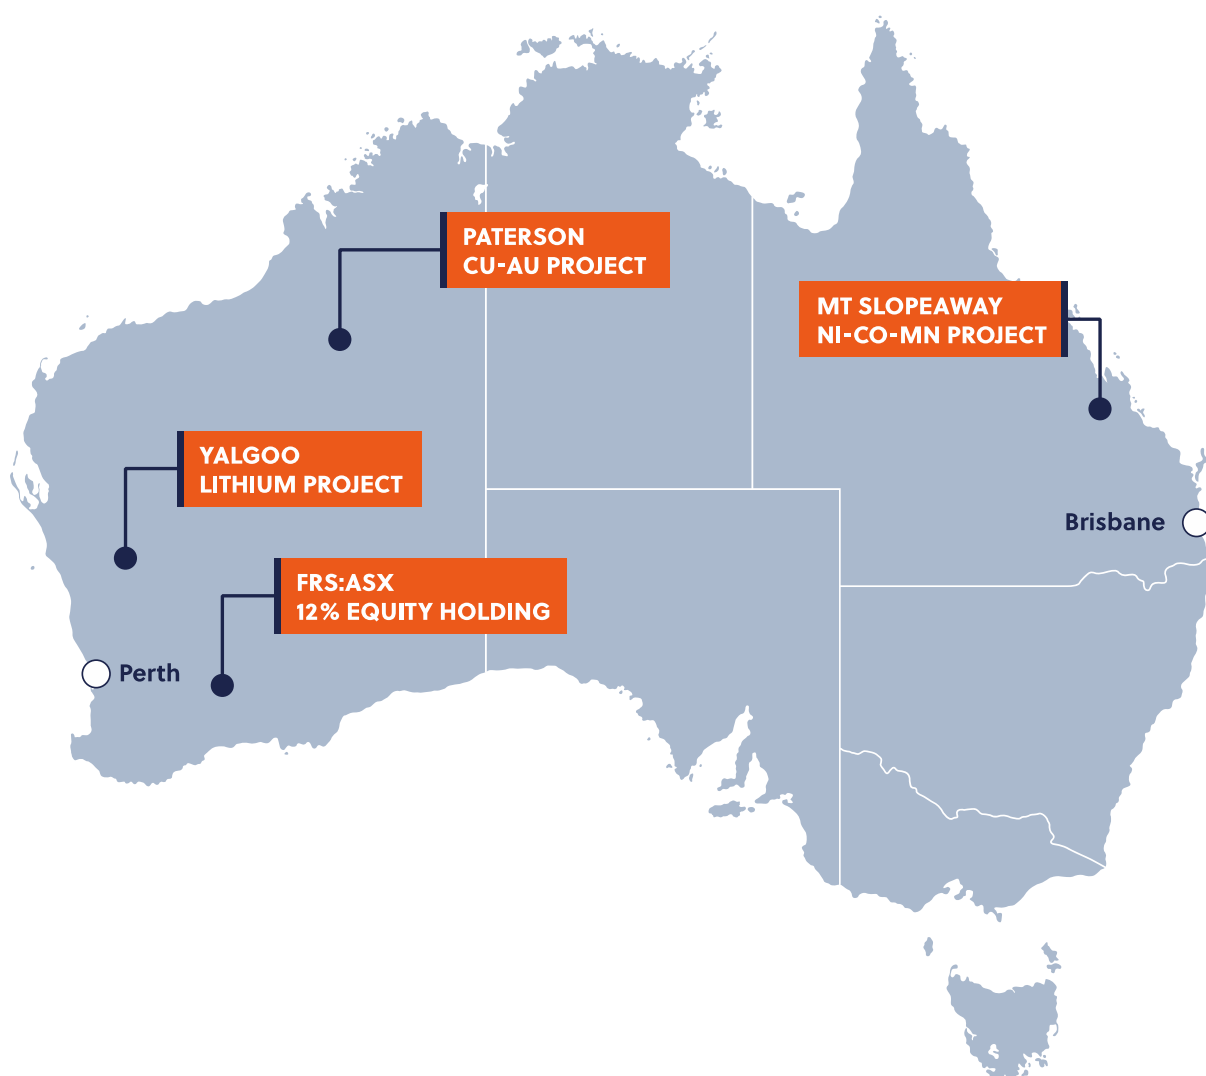 PATERSON
CU-AU PROJECT
MT SLOPEAWAY
NI-CO-MN PROJECT
YALGOO
LITHIUM PROJECT
Brisbane
FRS:ASX
12% EQUITY HOLDING
Perth